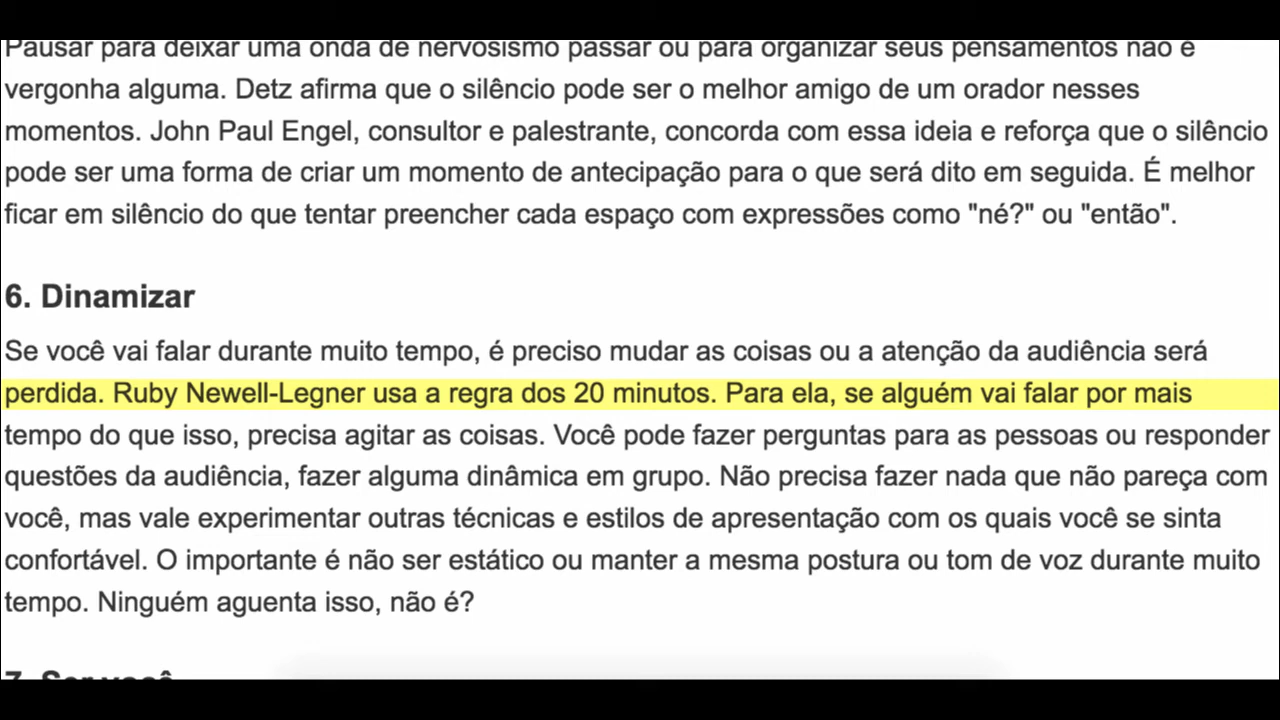 Pausar para deixar uma onda de nervosismo passar ou para organizar seus pensamentos não é
vergonha alguma. Detz afirma que o silêncio pode ser o melhor amigo de um orador nesses
momentos. John Paul Engel, consultor e palestrante, concorda com essa ideia e reforça que o silêncio
pode ser uma forma de criar um momento de antecipação para o que será dito em seguida. É melhor
ficar em silêncio do que tentar preencher cada espaço com expressões como "né?" ou "então".
6. Dinamizar
Se você vai falar durante muito tempo, é preciso mudar as coisas ou a atenção da audiência será
perdida. Ruby Newell-Legner usa a regra dos 20 minutos. Para ela, se alguém vai falar por mais
tempo do que isso, precisa agitar as coisas. Você pode fazer perguntas para as pessoas ou responder
questões da audiência, fazer alguma dinâmica em grupo. Não precisa fazer nada que não pareça com
você, mas vale experimentar outras técnicas e estilos de apresentação com os quais você se sinta
confortável. O importante é não ser estático ou manter a mesma postura ou tom de voz durante muito
tempo. Ninguém aguenta isso, não é?
7. Ser você